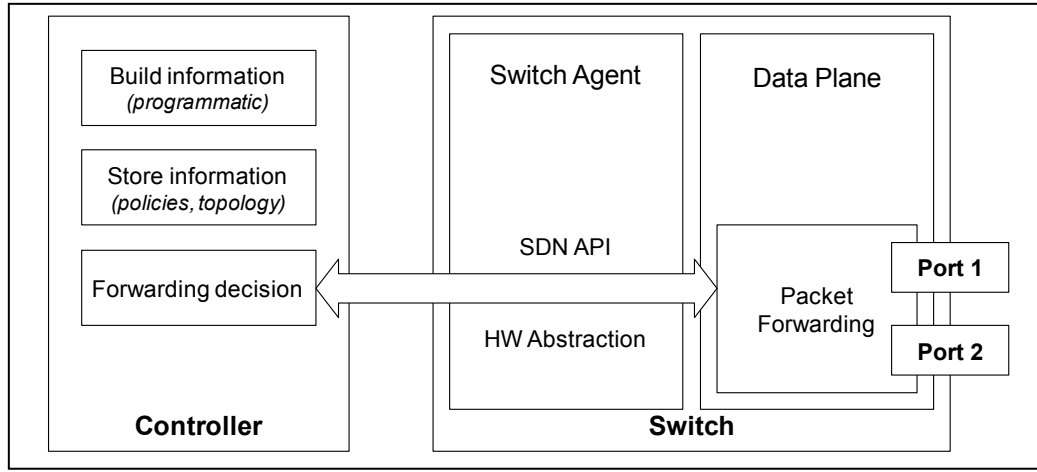 Build information
(programmatic)
Store information
(policies, topology)
Forwarding decision
Controller
Switch Agent
SDN API
HW Abstraction
Data Plane
Packet
Forwarding
Port 1
Port 2
Switch